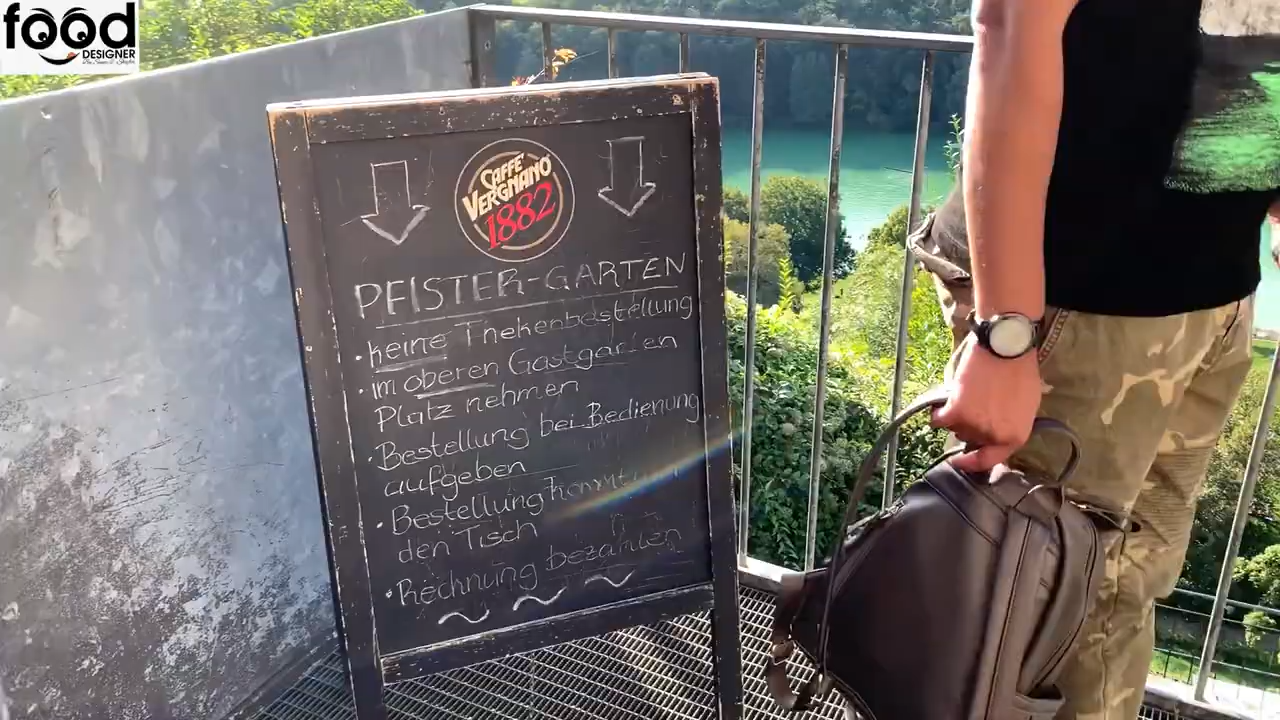 food
DESIGNER
CAFFÈ
VERGNANO
1882
PFISTER-GARTEN
• keine Thekenbestellung
• im oberen Gastgarten
Platz nehmen
• Bestellung bei Bedienung
aufgeben
• Bestellung kommt
den Tisch
• Rechnung bezahlen